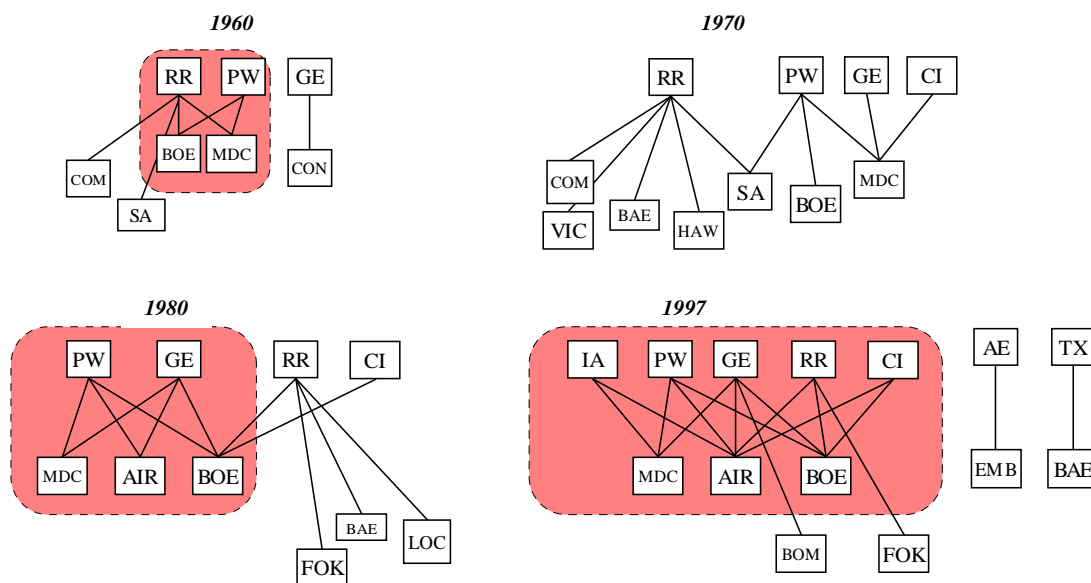 1960
RR PW GE
BOE MDC
COM CON
SA
1970
RR PW GE CI
COM SA MDC
VIC BAE HAW BOE
1980
PW GE RR CI
MDC AIR BOE
FOK BAE LOC
1997
IA PW GE RR CI AE TX
MDC AIR BOE EMB BAE
BOM FOK